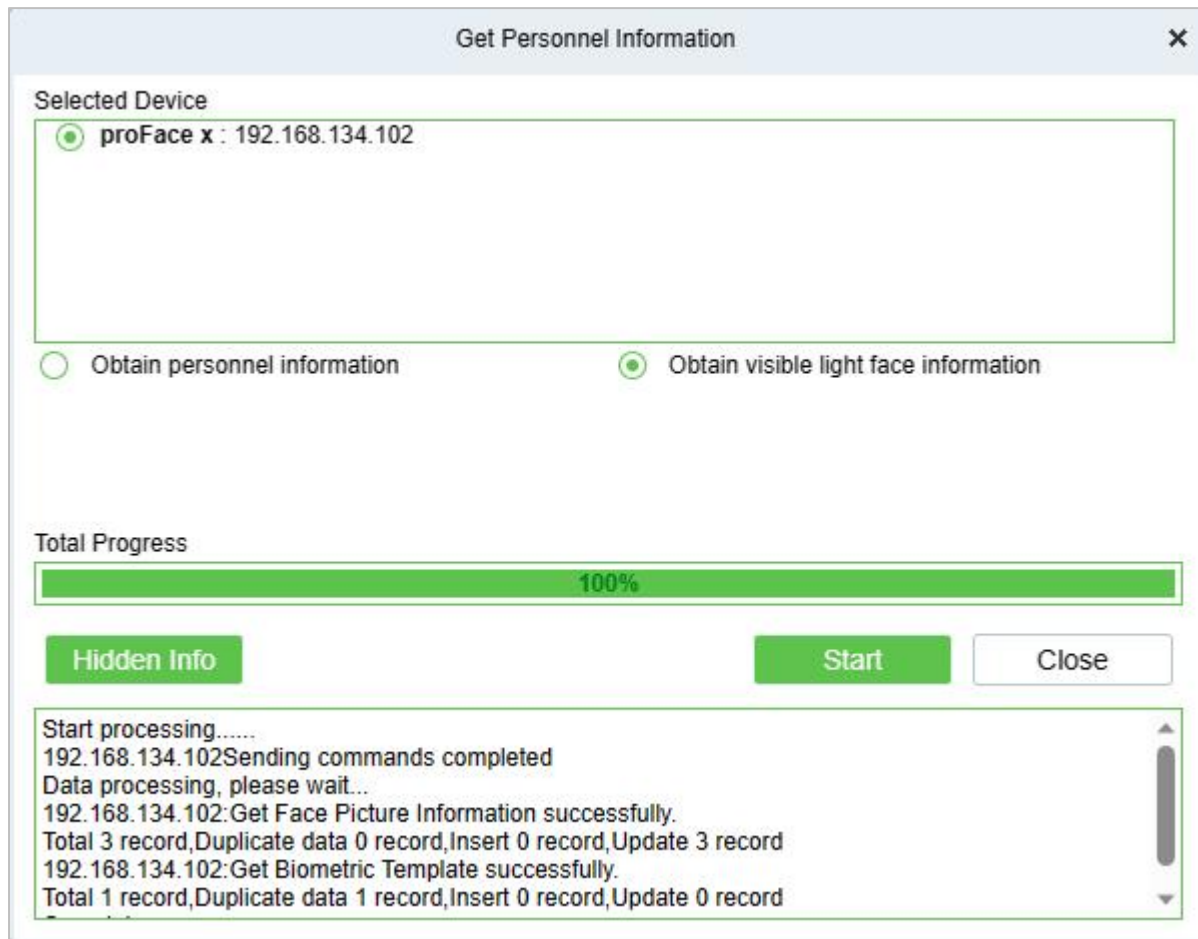 Get Personnel Information
Selected Device
proFace x : 192.168.134.102
Obtain personnel information Obtain visible light face information
Total Progress
100%
Hidden Info Start Close
Start processing......
192.168.134.102Sending commands completed
Data processing, please wait...
192.168.134.102:Get Face Picture Information successfully.
Total 3 record,Duplicate data 0 record,Insert 0 record,Update 3 record
192.168.134.102:Get Biometric Template successfully.
Total 1 record,Duplicate data 1 record,Insert 0 record,Update 0 record